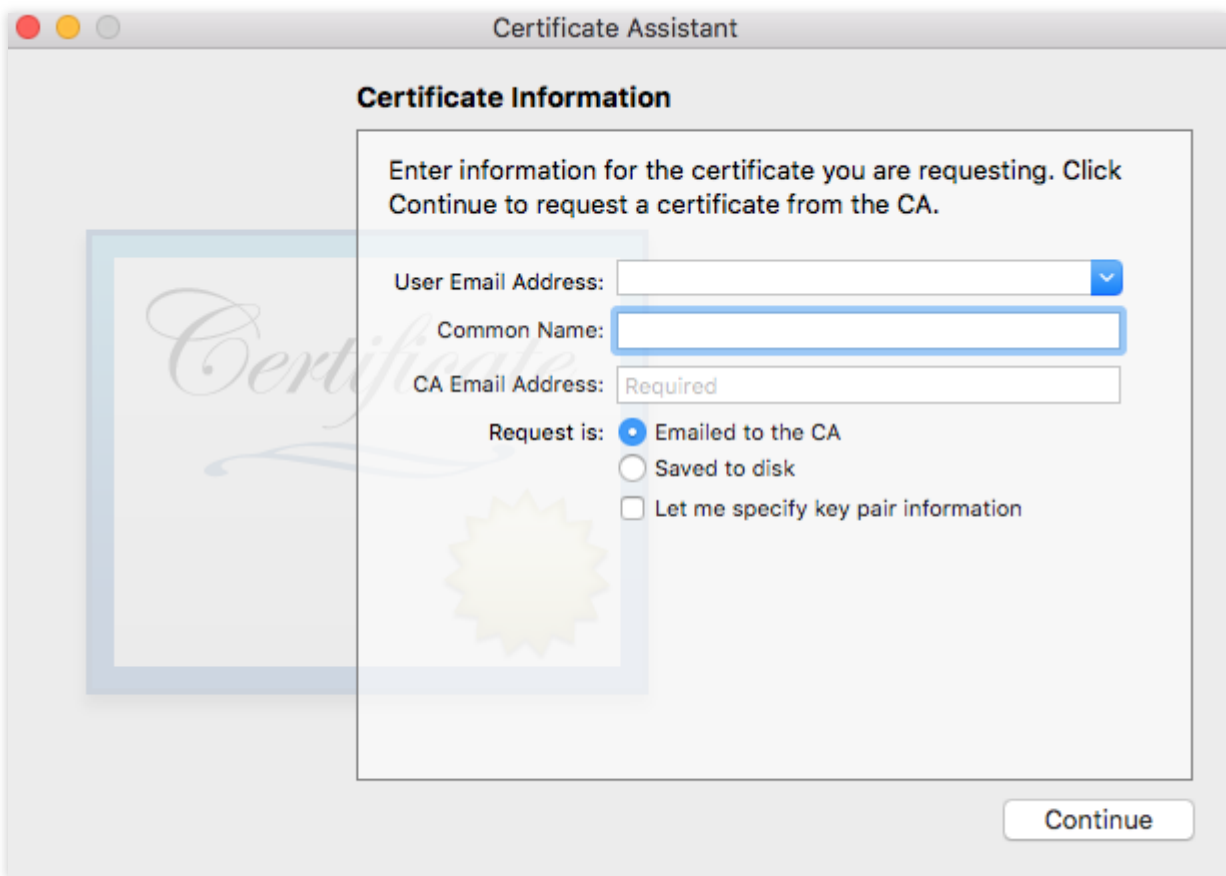 Certificate Assistant
Certificate Information
Enter information for the certificate you are requesting. Click
Continue to request a certificate from the CA.
Certificate
User Email Address:
Common Name:
CA Email Address: Required
Request is: Emailed to the CA
Saved to disk
Let me specify key pair information
Continue